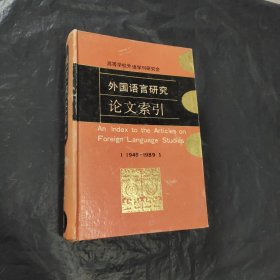 高等学校外语学刊研究会
外国语言研究
论文索引
An Index to the Articles on
Foreign Language Studies
(1949-1989)